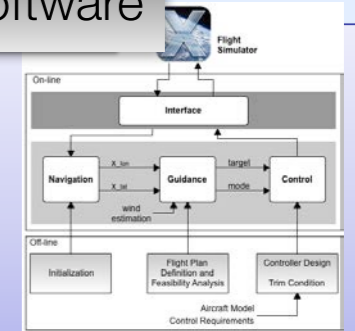 oftware
X
Flight
Simulator
On-line
Interface
Navigation
X_lon
X_lat
wind
estimation
Guidance
target
mode
Control
Off-line
Initialization
Flight Plan
Definition and
Feasibility Analysis
Controller Design
Trim Condition
Aircraft Model
Control Requirements